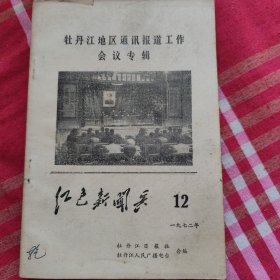 牡丹江地区通讯报道工作
会议专辑
红色新闻兵
12
一九七二年
牡丹江日报社
牡丹江人民广播电台
合编